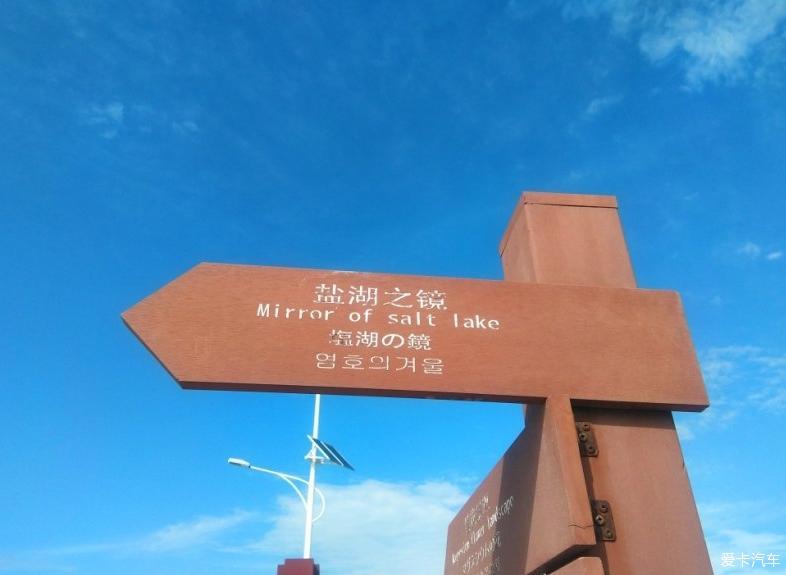 盐湖之镜
Mirror of salt lake
塩湖の鏡
염호의겨울
landscape
爱卡汽车